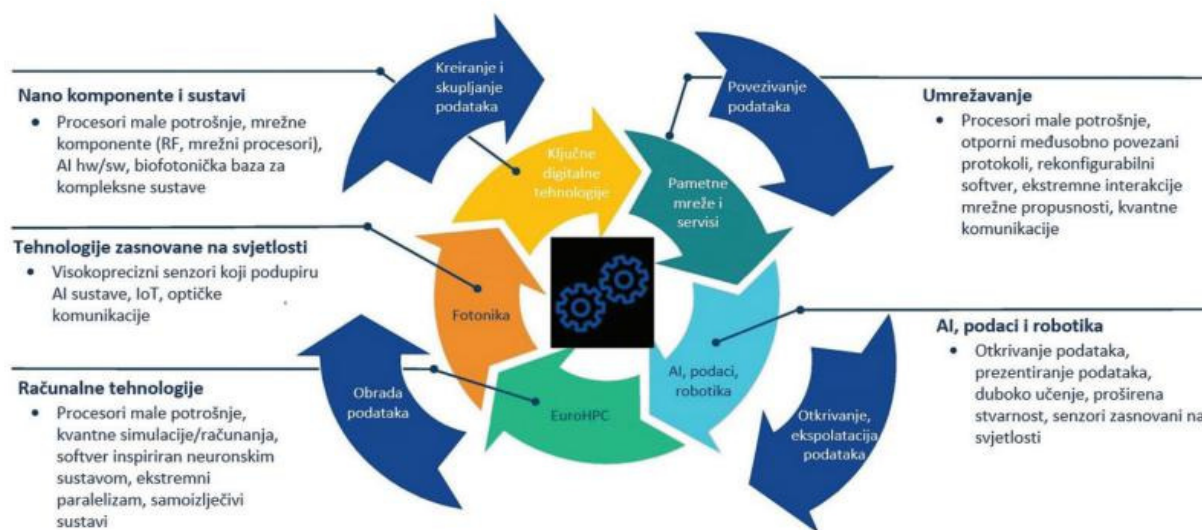 Nano komponente i sustavi
• Procesori male potrošnje, mrežne
komponente (RF, mrežni procesori),
AI hw/sw, biofotonička baza za
kompleksne sustave
Tehnologije zasnovane na svjetlosti
• Visokoprecizni senzori koji podupiru
AI sustave, IoT, optičke
komunikacije
Računalne tehnologije
• Procesori male potrošnje,
kvantne simulacije/računanja,
softver inspiriran neuronskim
sustavom, ekstremni
paralelizam, samoizlječivi
sustavi
Kreiranje i
skupljanje
podataka
Povezivanje
podataka
Otkrivanje,
ekspolatacija
podataka
Obrada
podataka
Ključne
digitalne
tehnologije
Pametne
mreže i
servisi
AI, podaci,
robotika
EuroHPC
Fotonika
Umrežavanje
• Procesori male potrošnje,
otporni međusobno povezani
protokoli, rekonfigurabilni
softver, ekstremne interakcije
mrežne propusnosti, kvantne
komunikacije
AI, podaci i robotika
• Otkrivanje podataka,
prezentiranje podataka,
duboko učenje, proširena
stvarnost, senzori zasnovani na
svjetlosti